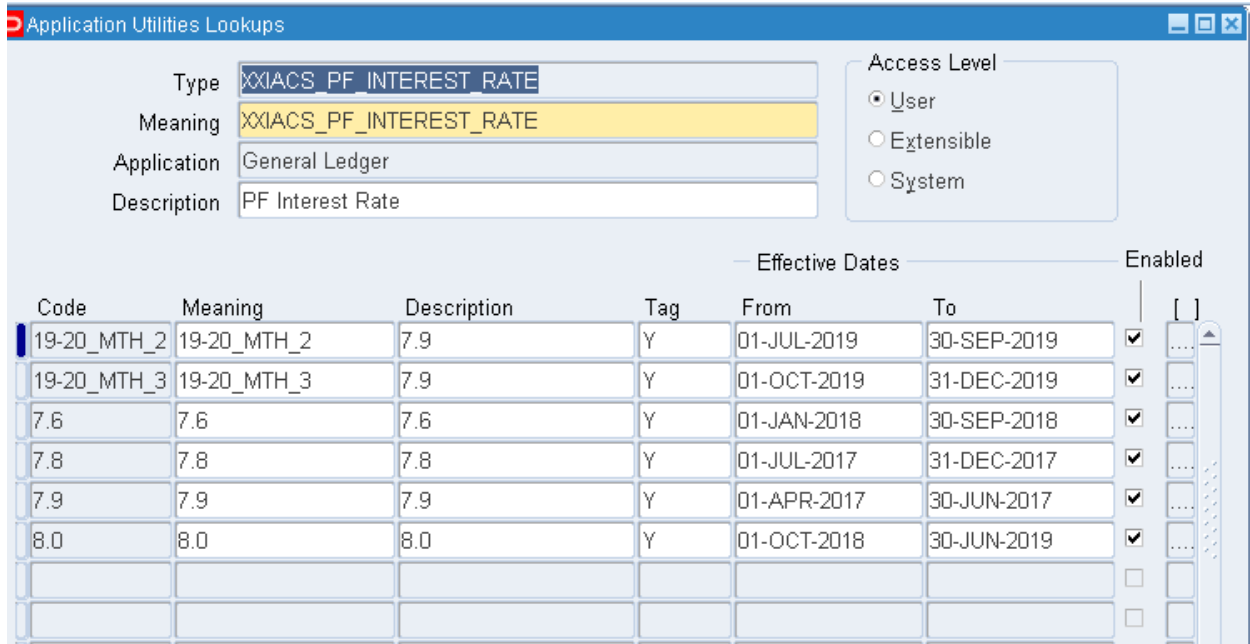 Application Utilities Lookups
Type XXIACS_PF_INTEREST_RATE
Meaning XXIACS_PF_INTEREST_RATE
Application General Ledger
Description PF Interest Rate
Access Level
User
Extensible
System
Effective Dates Enabled
Code Meaning Description Tag From To [ ]
19-20_MTH_2 19-20_MTH_2 7.9 Y 01-JUL-2019 30-SEP-2019 ....
19-20_MTH_3 19-20_MTH_3 7.9 Y 01-OCT-2019 31-DEC-2019 ....
7.6 7.6 7.6 Y 01-JAN-2018 30-SEP-2018 ....
7.8 7.8 7.8 Y 01-JUL-2017 31-DEC-2017 ....
7.9 7.9 7.9 Y 01-APR-2017 30-JUN-2017 ....
8.0 8.0 8.0 Y 01-OCT-2018 30-JUN-2019 ....